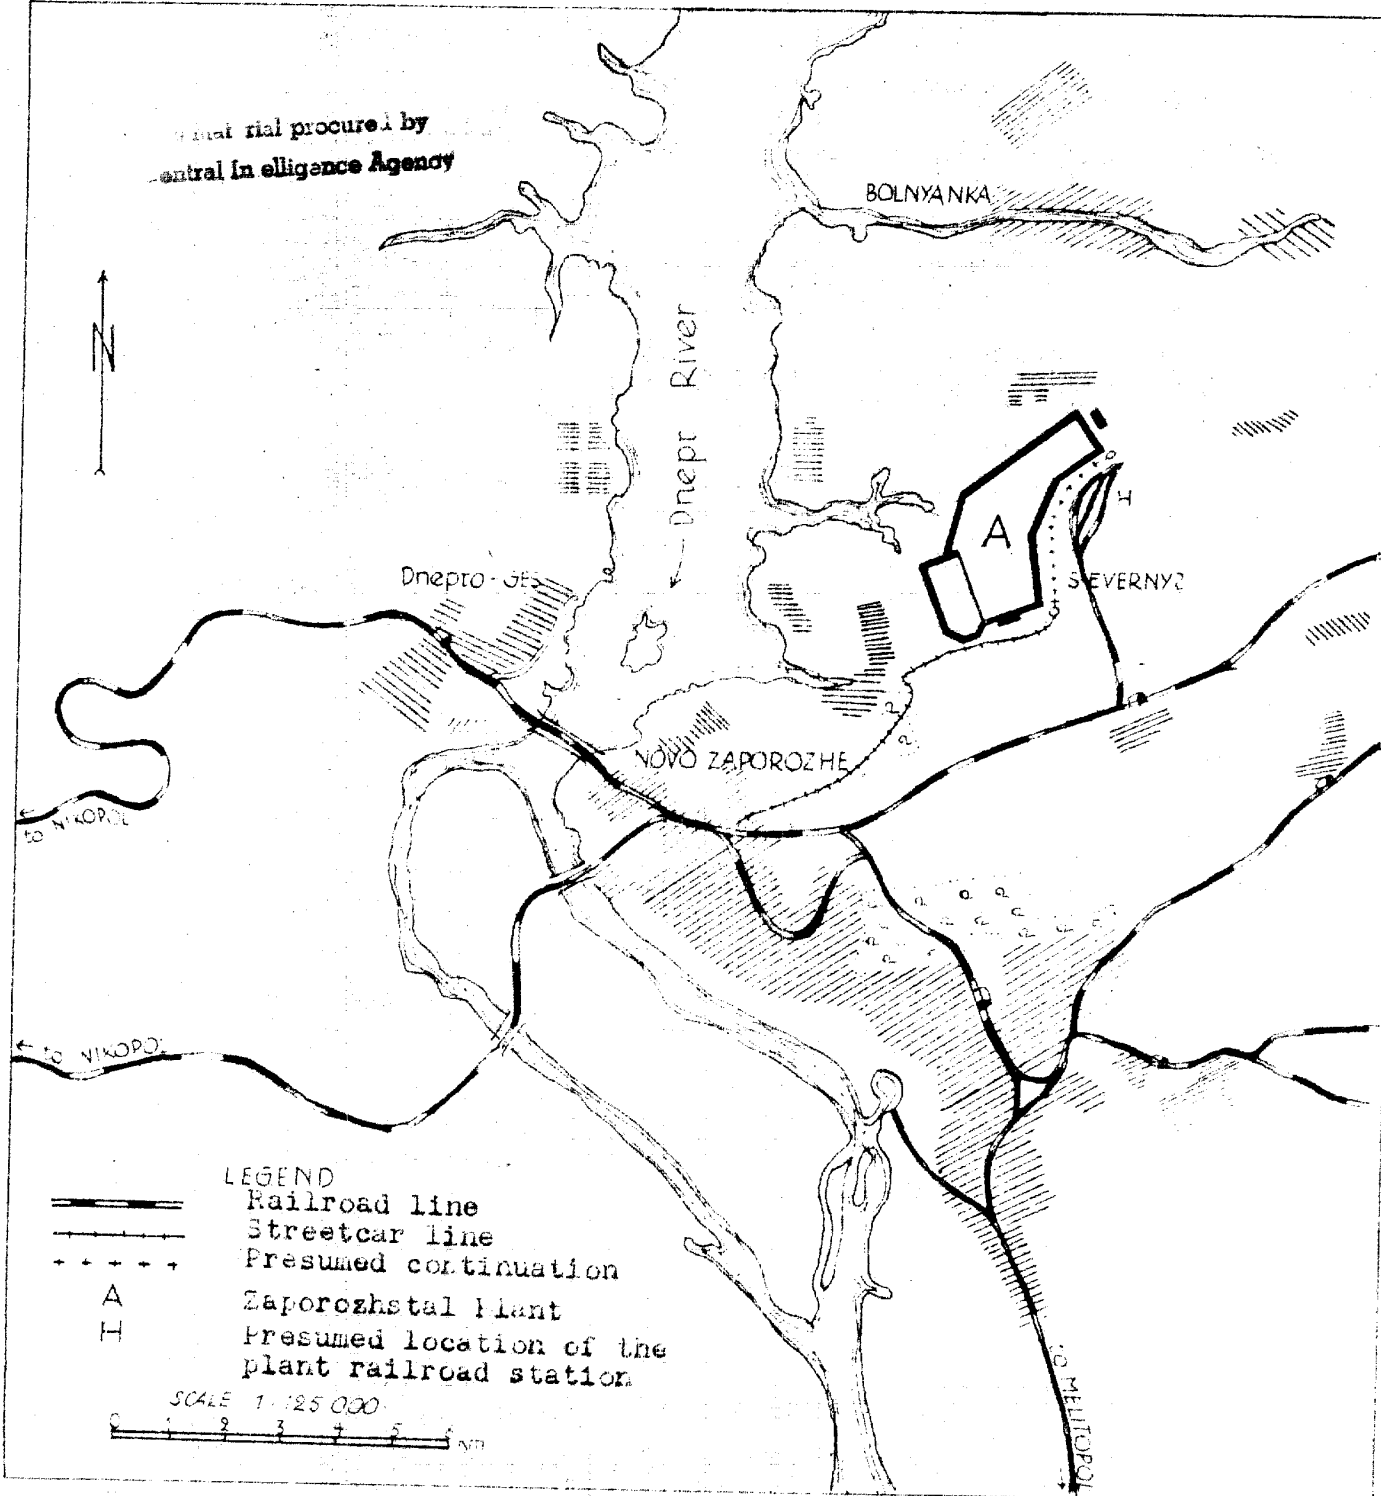 rial procured by
entral In elligence Agency
BOLNYANKA
N
Dnepr River
A
H
Dnepro-GES
SEVERNYZ
NOVO ZAPOROZHE
to NIKOPOL
to NIKOPOL
to MELITOPOL
LEGEND
Railroad line
Streetcar line
Presumed continuation
A Zaporozhstal Plant
H Presumed location of the
plant railroad station
SCALE 1:125 000
0 1 2 3 4 5 6 km